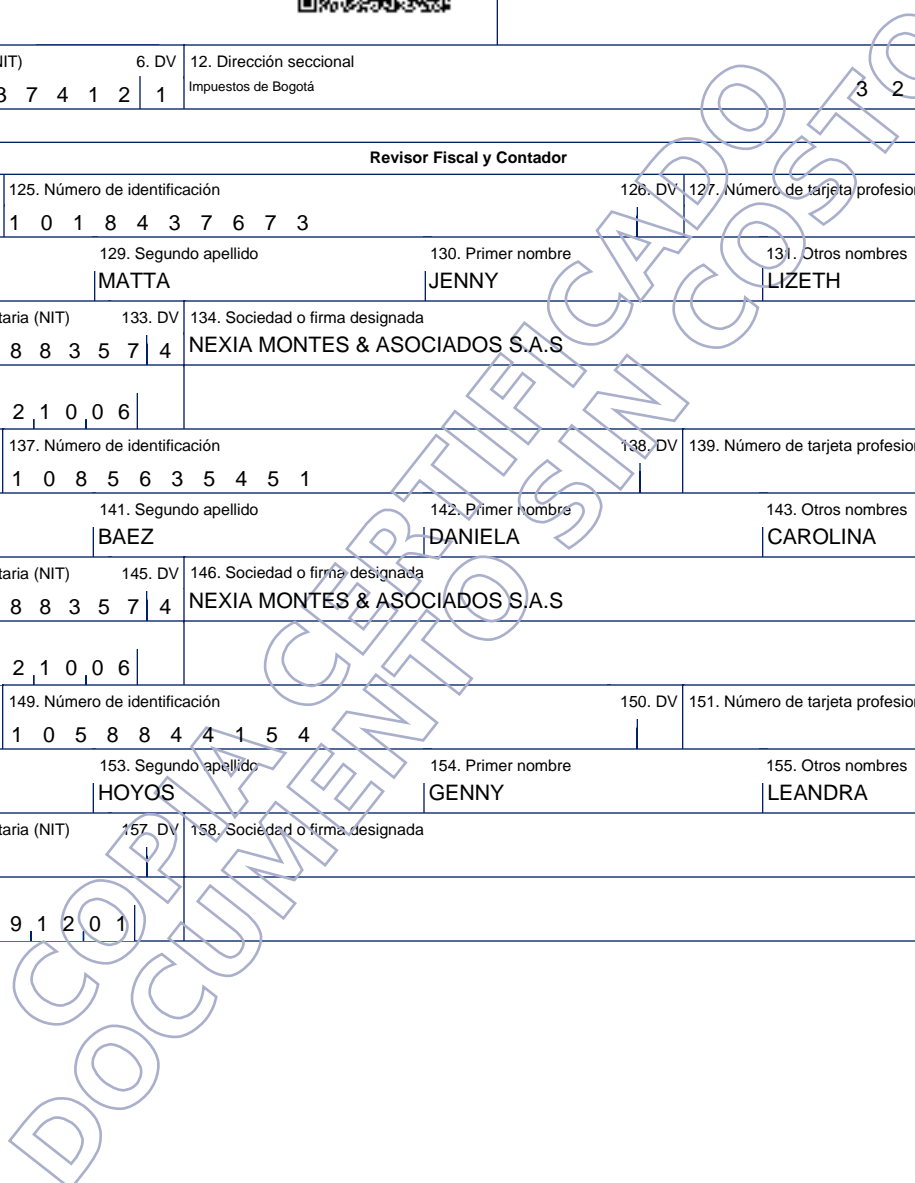 NIT) 6. DV 12. Dirección seccional
8 7 4 1 2 1 Impuestos de Bogotá 3 2
Revisor Fiscal y Contador
125. Número de identificación 126. DV 127. Número de tarjeta profesion
1 0 1 8 4 3 7 6 7 3
129. Segundo apellido 130. Primer nombre 131. Otros nombres
MATTA JENNY LIZETH
taria (NIT) 133. DV 134. Sociedad o firma designada
8 8 3 5 7 4 NEXIA MONTES & ASOCIADOS S.A.S
2 1 0 0 6
137. Número de identificación 138. DV 139. Número de tarjeta profesion
1 0 8 5 6 3 5 4 5 1
141. Segundo apellido 142. Primer nombre 143. Otros nombres
BAEZ DANIELA CAROLINA
taria (NIT) 145. DV 146. Sociedad o firma designada
8 8 3 5 7 4 NEXIA MONTES & ASOCIADOS S.A.S
2 1 0 0 6
149. Número de identificación 150. DV 151. Número de tarjeta profesion
1 0 5 8 8 4 4 1 5 4
153. Segundo apellido 154. Primer nombre 155. Otros nombres
HOYOS GENNY LEANDRA
taria (NIT) 157. DV 158. Sociedad o firma designada
9 1 2 0 1
COPIA CERTIFICADO
DOCUMENTO SIN COSTO